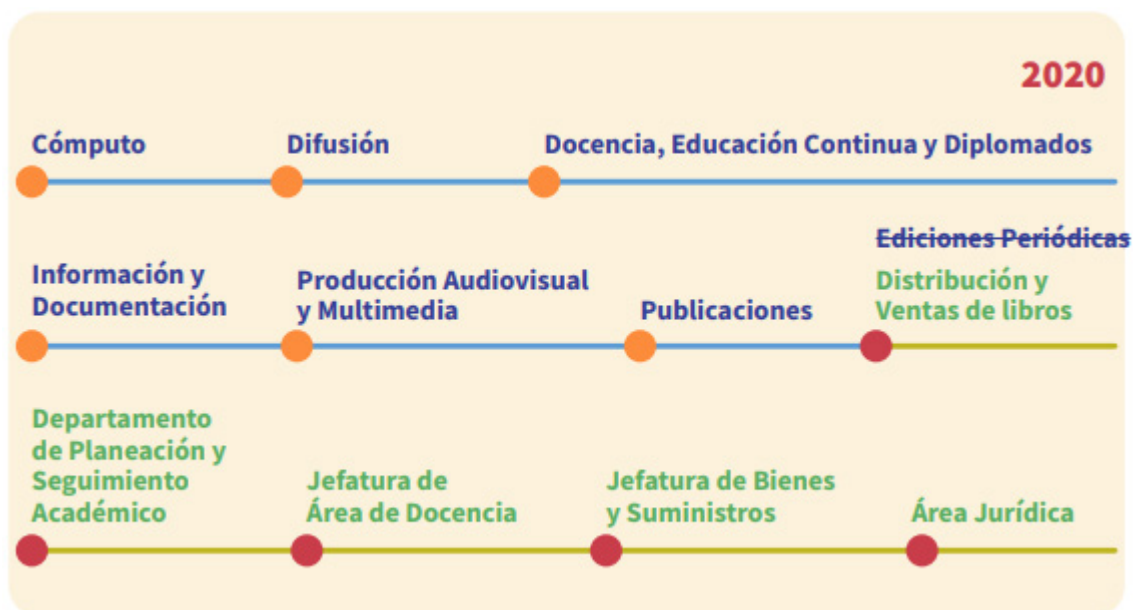 2020
Cómputo
Difusión
Docencia, Educación Continua y Diplomados
Información y
Documentación
Producción Audiovisual
y Multimedia
Publicaciones
Ediciones Periódicas
Distribución y
Ventas de libros
Departamento
de Planeación y
Seguimiento
Académico
Jefatura de
Área de Docencia
Jefatura de Bienes
y Suministros
Área Jurídica